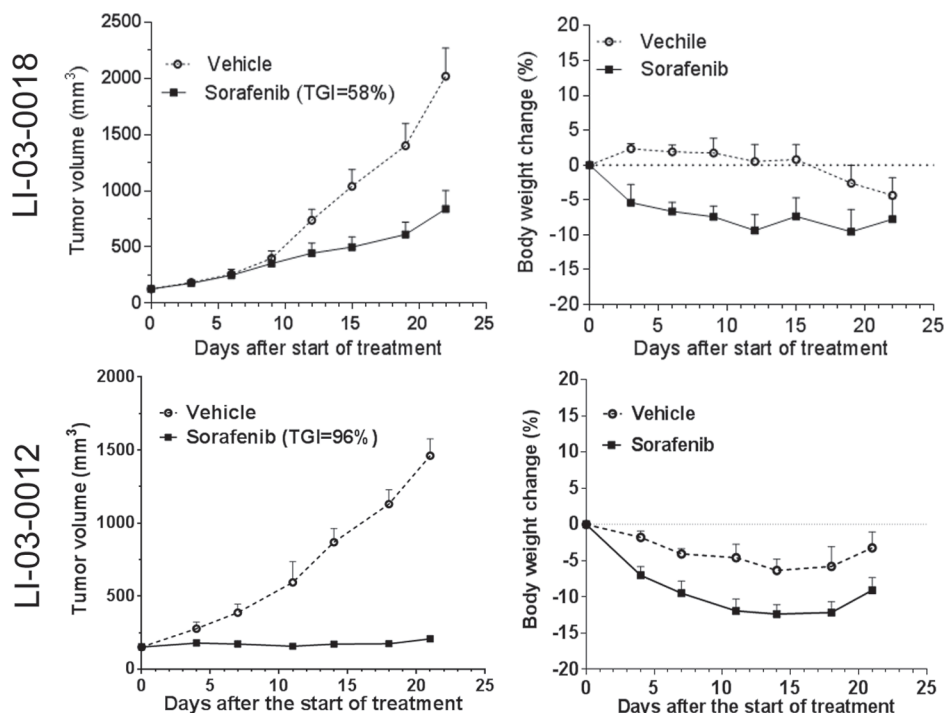 LI-03-0018
Tumor volume (mm³)
2500
2000
1500
1000
500
0
Vehicle
Sorafenib (TGI=58%)
0 5 10 15 20 25
Days after start of treatment
Body weight change (%)
20
15
10
5
0
-5
-10
-15
-20
Vechile
Sorafenib
0 5 10 15 20 25
Days after start of treatment
LI-03-0012
Tumor volume (mm³)
2000
1500
1000
500
0
Vehicle
Sorafenib (TGI=96%)
0 5 10 15 20 25
Days after the start of treatment
Body weight change (%)
20
15
10
5
0
-5
-10
-15
-20
Vehicle
Sorafenib
0 5 10 15 20 25
Days after the start of treatment